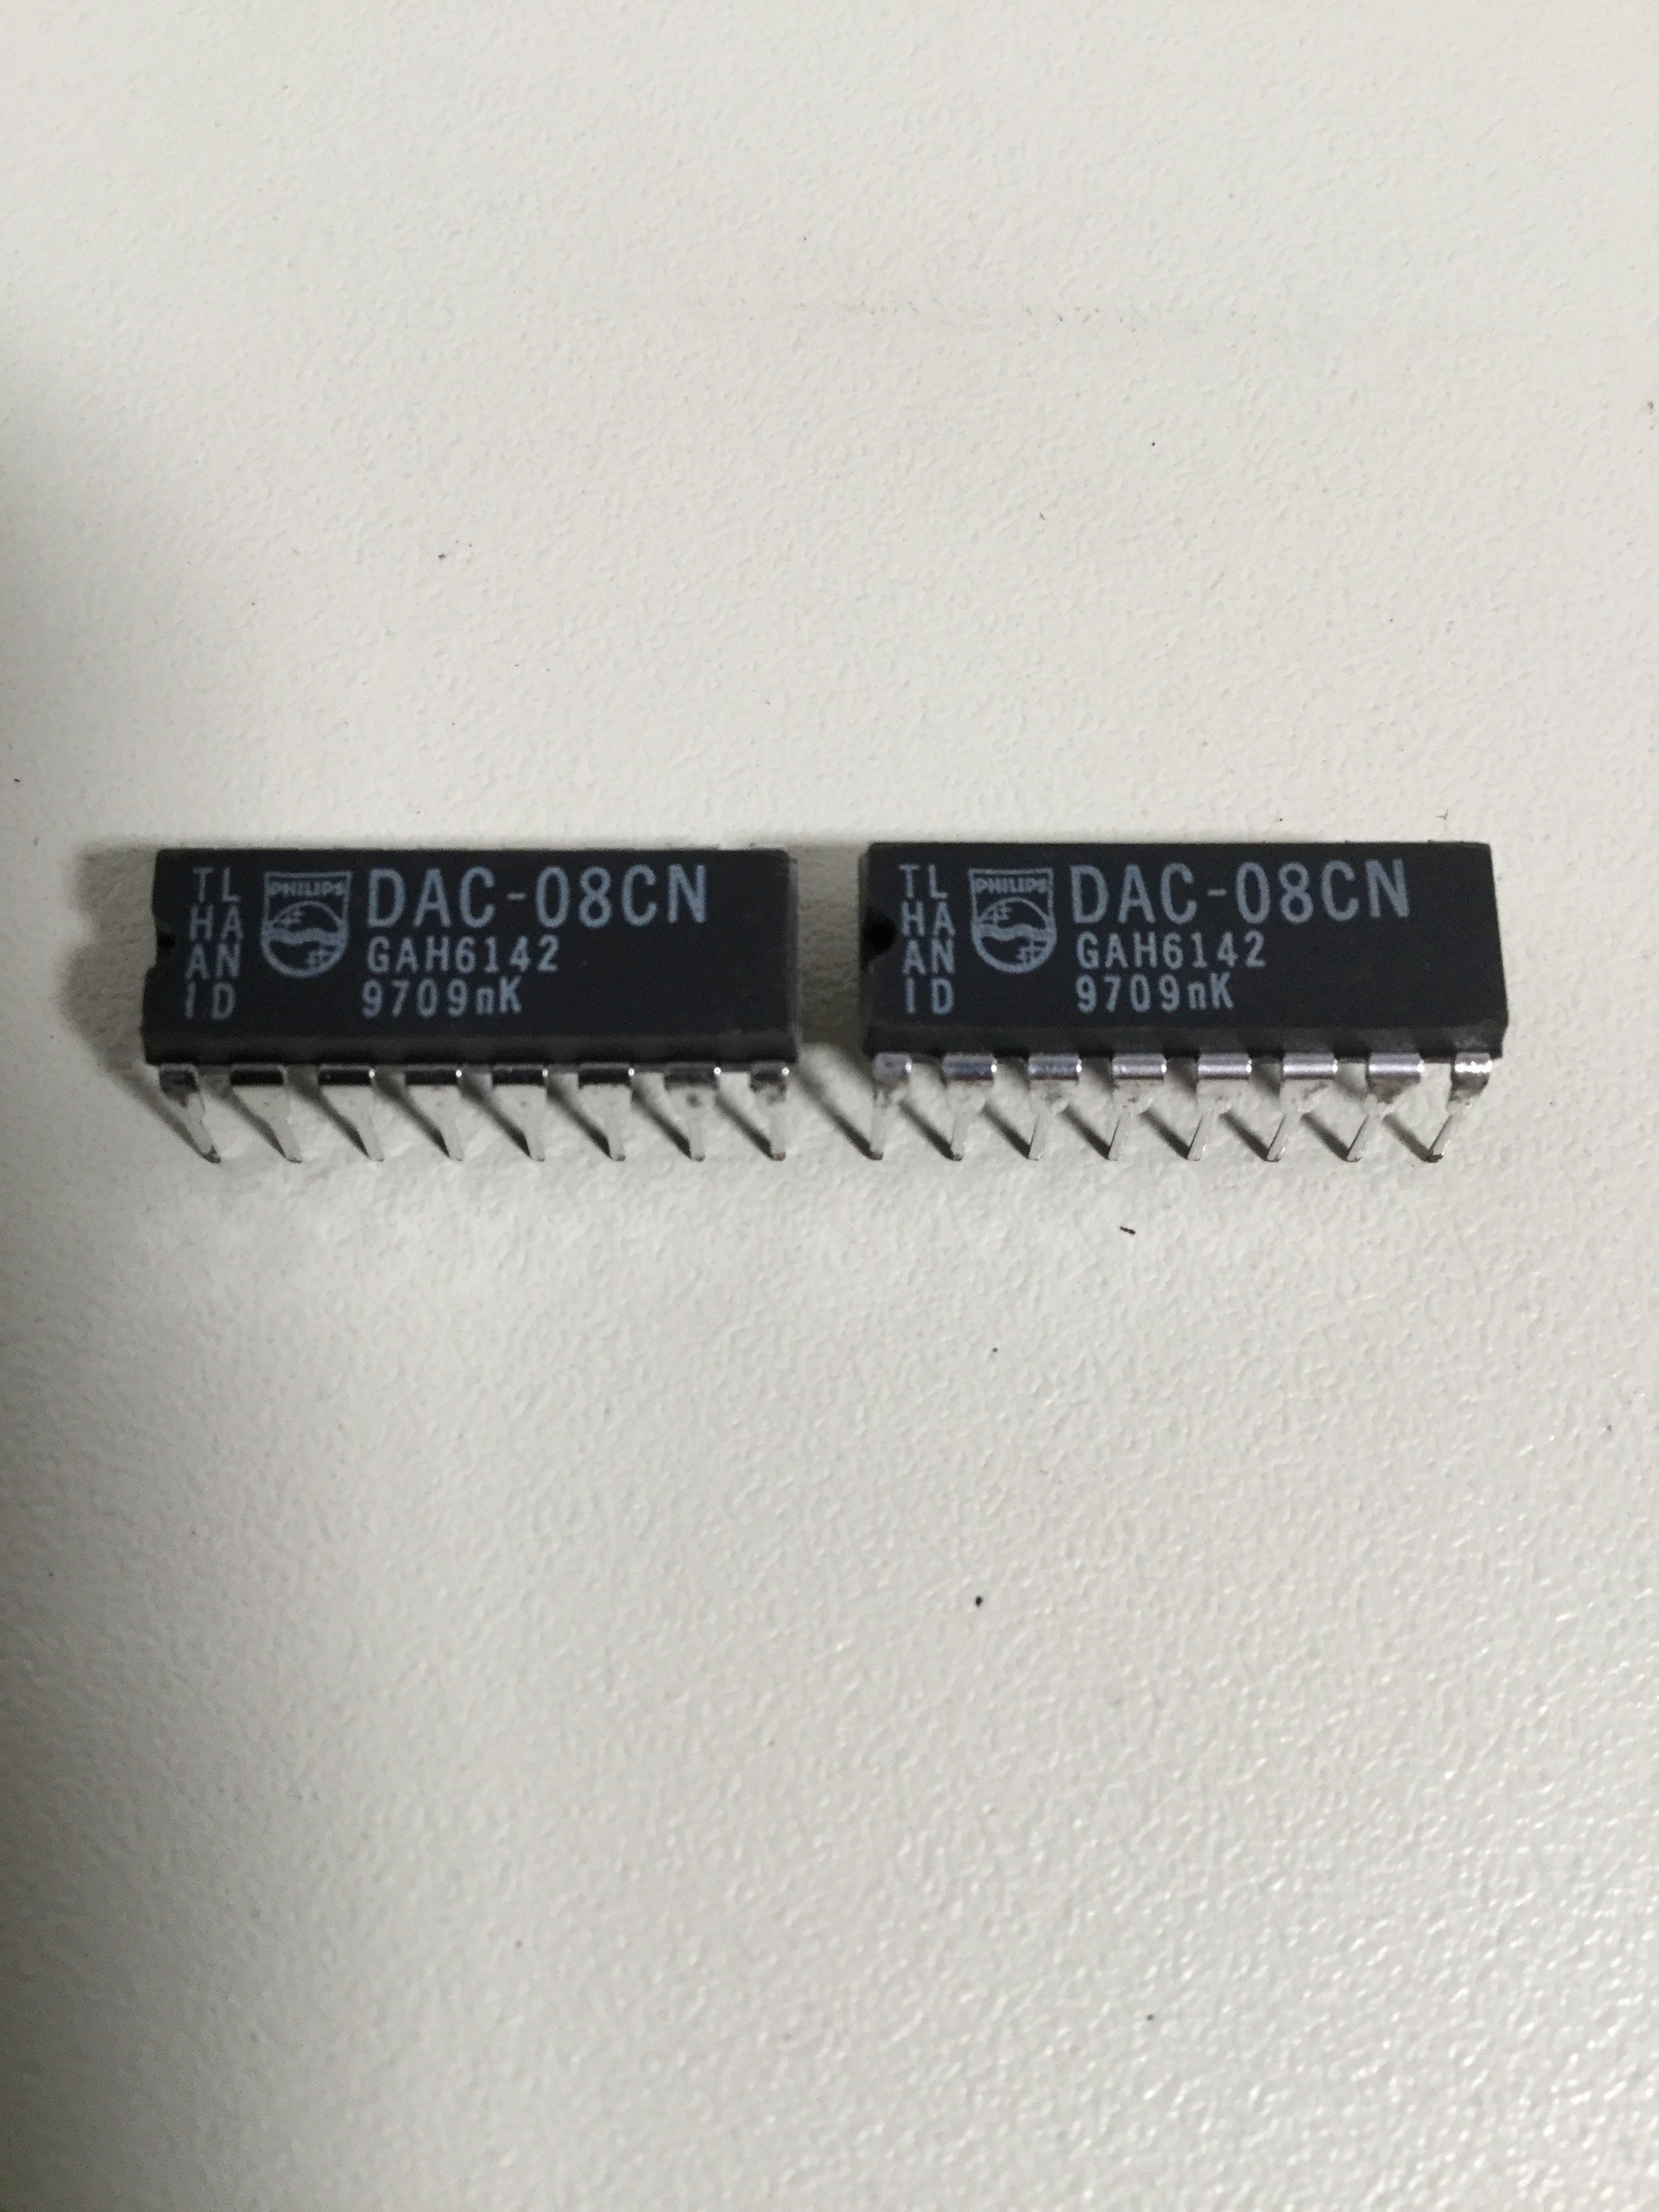 TL
HA
AN
ID
PHILIPS
DAC-08CN
GAH6142
9709nK
TL
HA
AN
ID
PHILIPS
DAC-08CN
GAH6142
9709nK